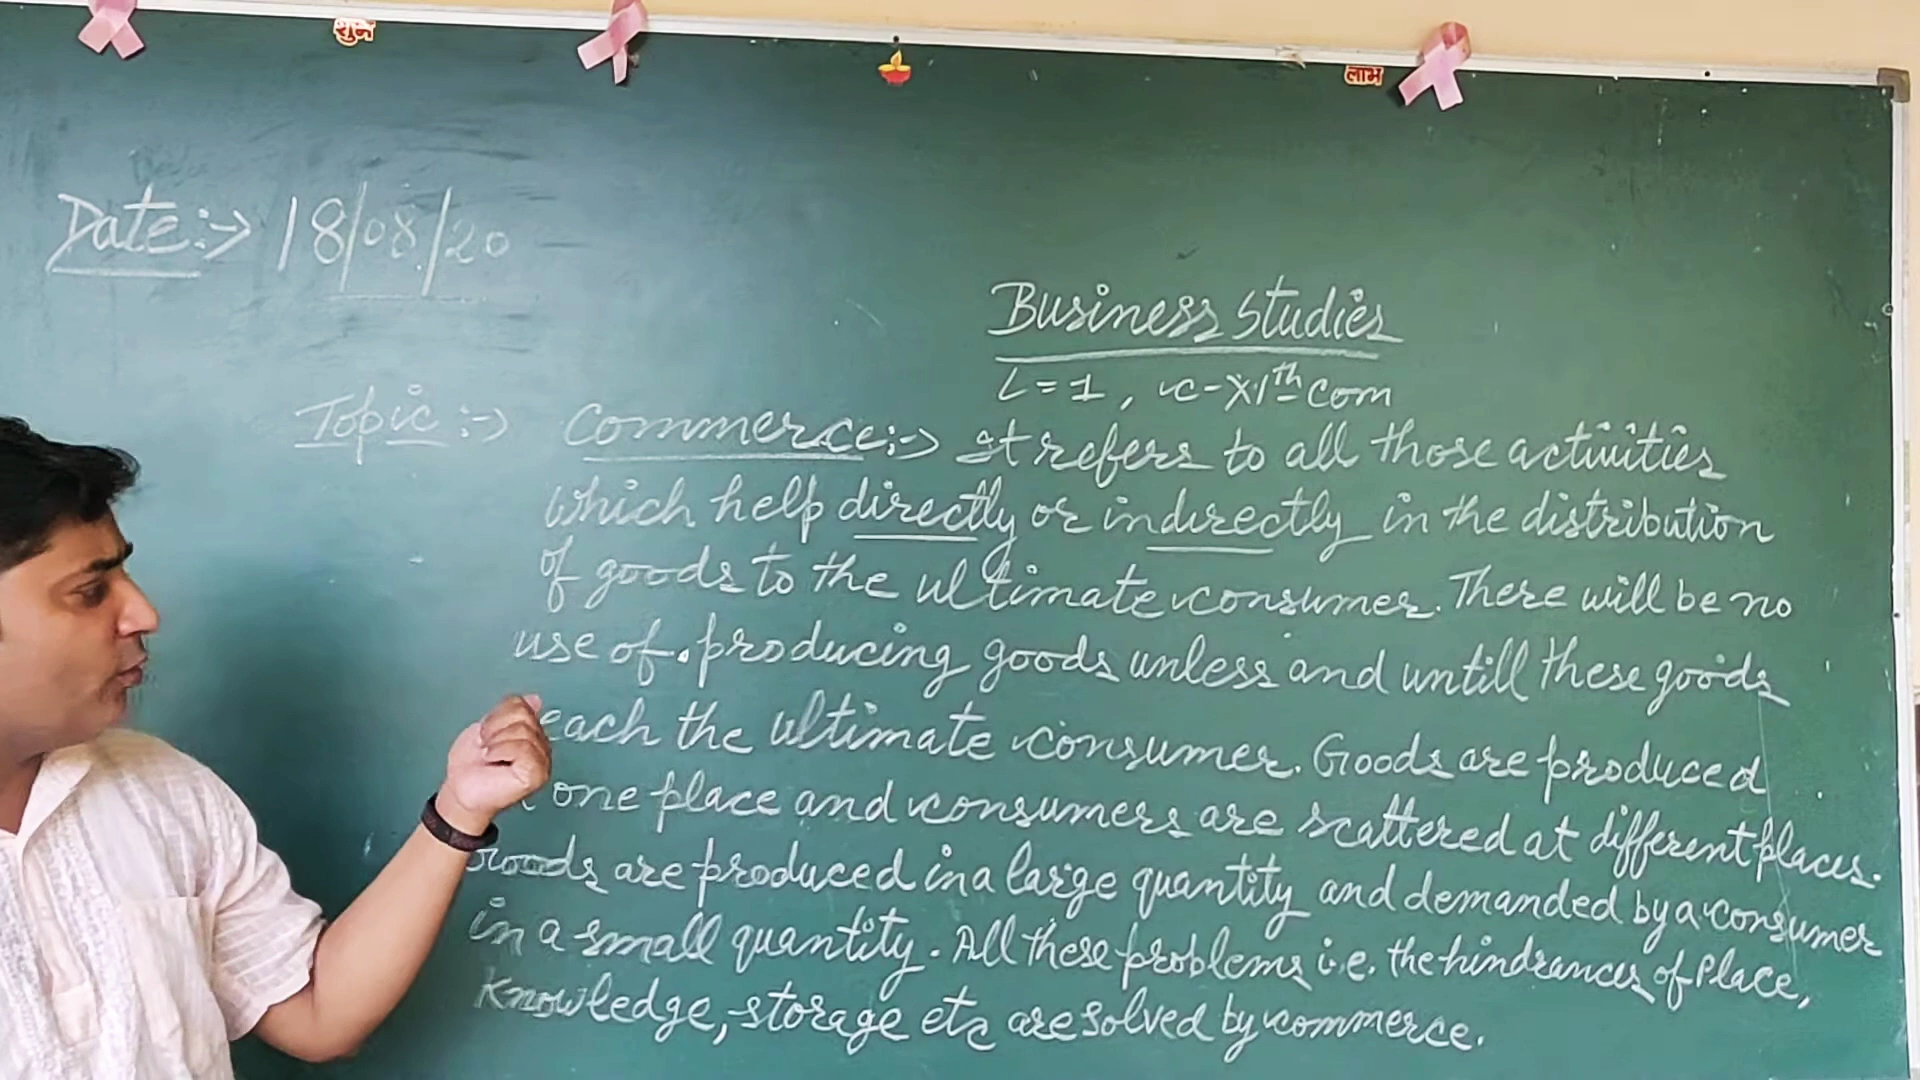 शुभ
लाभ
Date:-> 18/08/20
Business Studies
L=1, C-XIth Com
Topic:-> Commerce:-> It refers to all those activities
which help directly or indirectly in the distribution
of goods to the ultimate consumer. There will be no
use of producing goods unless and untill these goods
each the ultimate consumer. Goods are produced
one place and consumers are scattered at different places.
Goods are produced in a large quantity and demanded by a consumer
in a small quantity. All these problems i.e. the hindrances of Place,
Knowledge, storage etc are solved by commerce.